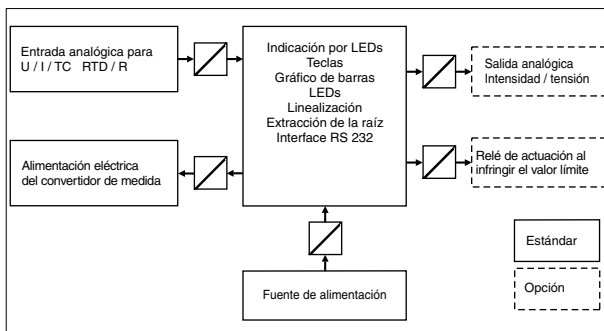 Entrada analógica para
U / I / TC RTD / R
Indicación por LEDs
Teclas
Gráfico de barras
LEDs
Linealización
Extracción de la raíz
Interface RS 232
Salida analógica
Intensidad / tensión
Alimentación eléctrica
del convertidor de medida
Relé de actuación al
infringir el valor límite
Fuente de alimentación
Estándar
Opción